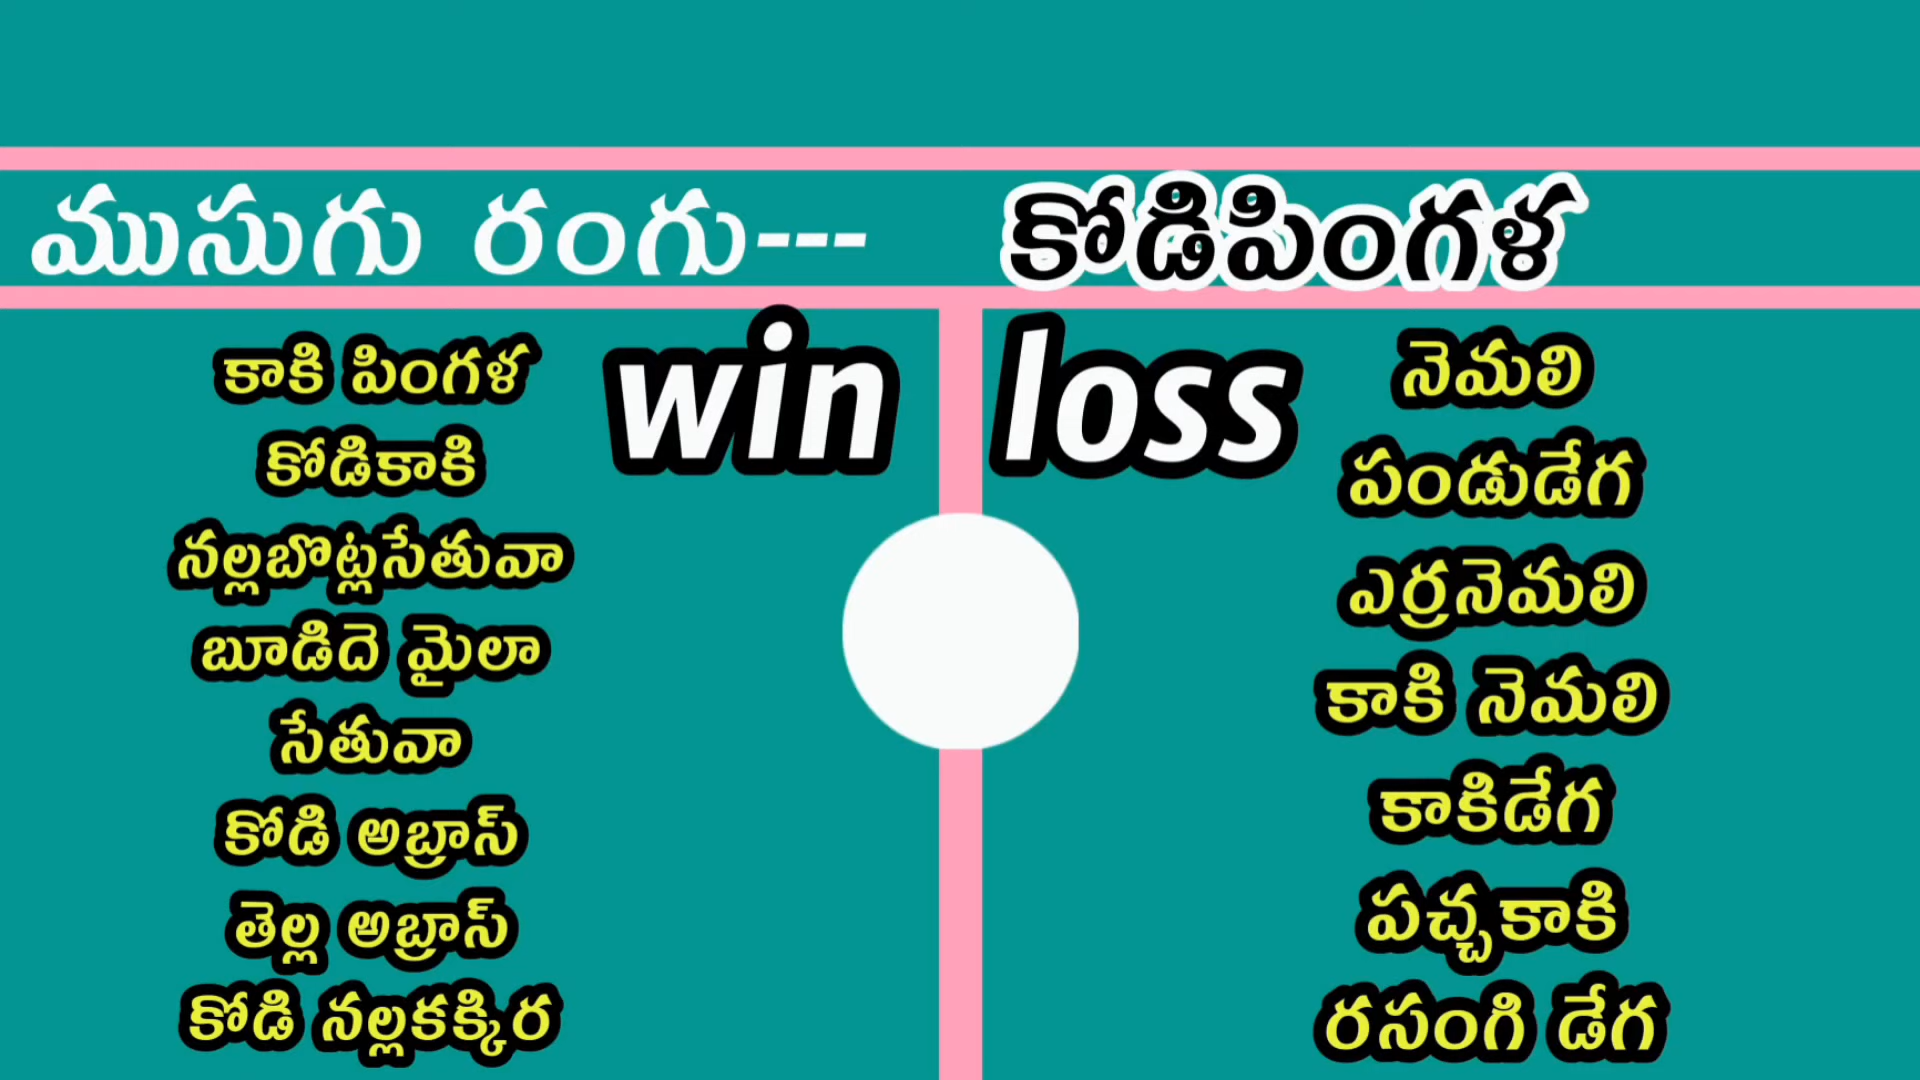 ముసుగు రంగు--- కోడిపింగళ
win loss
కాకి పింగళ
కోడికాకి
నల్లబొట్లసేతువా
బూడిదె మైలా
సేతువా
కోడి అబ్రాస్
తెల్ల అబ్రాస్
కోడి నల్లకక్కిర
నెమలి
పండుడేగ
ఎర్రనెమలి
కాకి నెమలి
కాకిడేగ
పచ్చకాకి
రసంగి డేగ